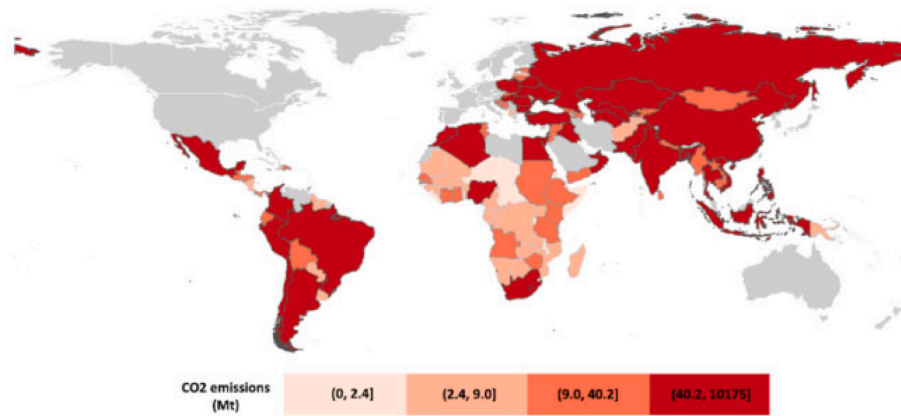 CO2 emissions
(Mt)
(0, 2.4]
(2.4, 9.0]
(9.0, 40.2]
(40.2, 10175]